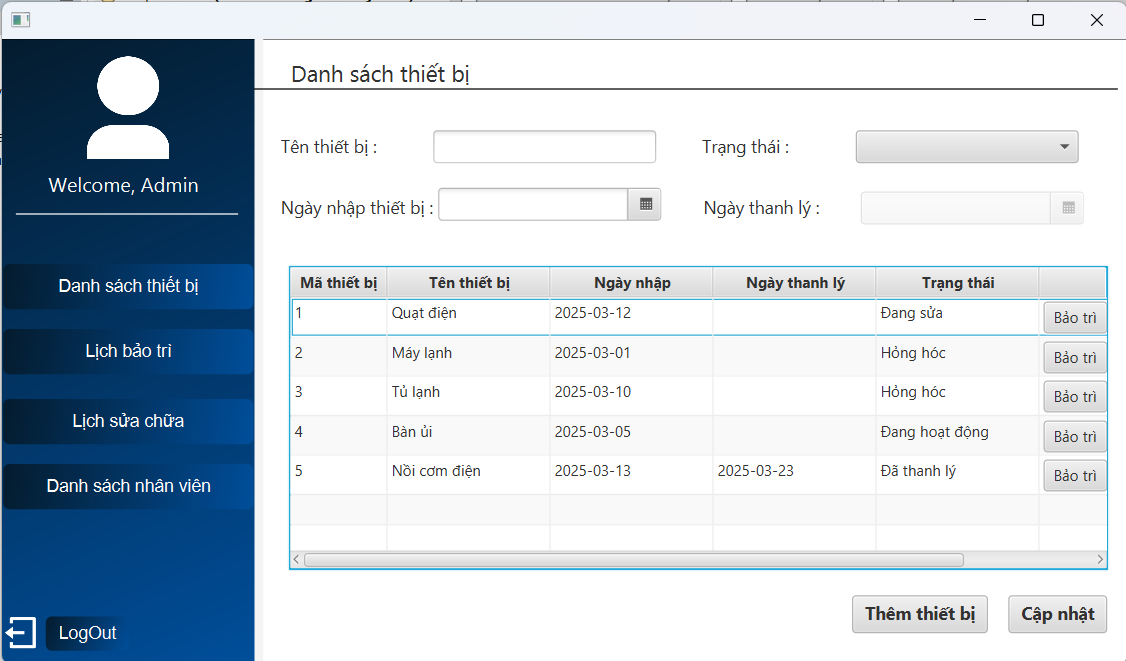 Welcome, Admin
Danh sách thiết bị
Lịch bảo trì
Lịch sửa chữa
Danh sách nhân viên
LogOut
Danh sách thiết bị
Tên thiết bị :
Trạng thái :
Ngày nhập thiết bị :
Ngày thanh lý :
Mã thiết bị Tên thiết bị Ngày nhập Ngày thanh lý Trạng thái
1 Quạt điện 2025-03-12 Đang sửa Bảo trì
2 Máy lạnh 2025-03-01 Hỏng hóc Bảo trì
3 Tủ lạnh 2025-03-10 Hỏng hóc Bảo trì
4 Bàn ủi 2025-03-05 Đang hoạt động Bảo trì
5 Nồi cơm điện 2025-03-13 2025-03-23 Đã thanh lý Bảo trì
Thêm thiết bị Cập nhật